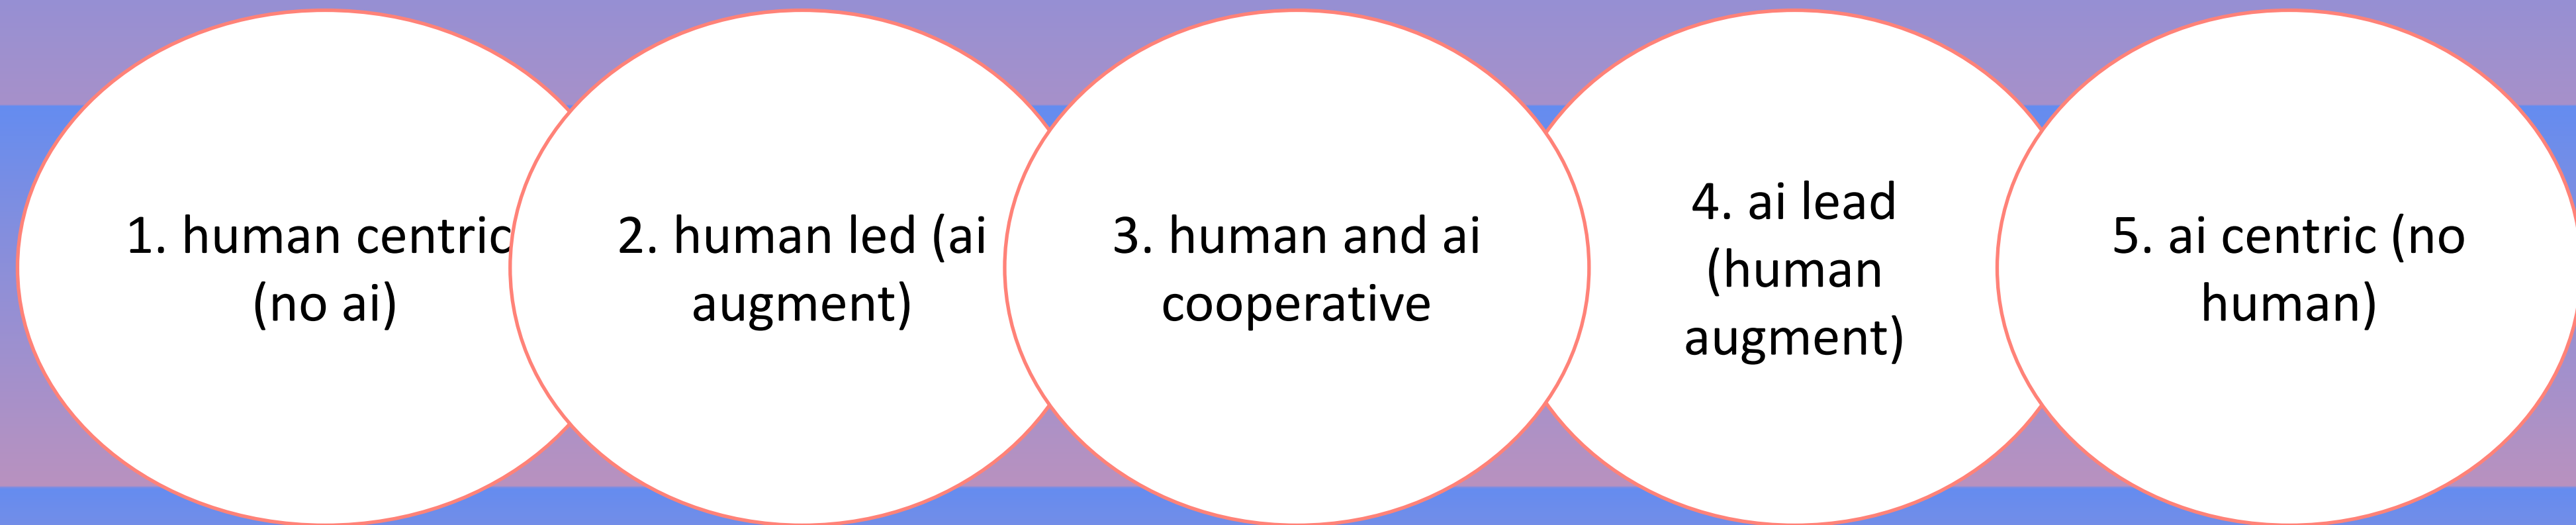 1. human centric
(no ai)
2. human led (ai
augment)
3. human and ai
cooperative
4. ai lead
(human
augment)
5. ai centric (no
human)